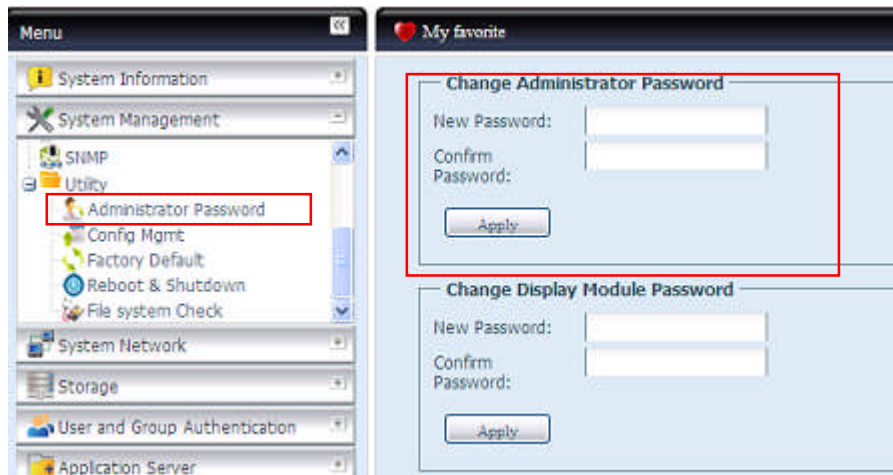 Menu
My favorite
System Information
System Management
SNMP
Utility
Administrator Password
Config Mgmt
Factory Default
Reboot & Shutdown
File system Check
System Network
Storage
User and Group Authentication
Application Server
Change Administrator Password
New Password:
Confirm
Password:
Apply
Change Display Module Password
New Password:
Confirm
Password:
Apply